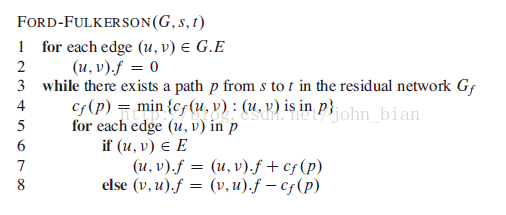 FORD-FULKERSON(G, s, t)
1 for each edge (u, v) ∈ G.E
2 (u, v).f = 0
3 while there exists a path p from s to t in the residual network G_f
4 c_f(p) = min{c_f(u, v) : (u, v) is in p}
http://blog.csdn.net/john_bian
5 for each edge (u, v) in p
6 if (u, v) ∈ E
7 (u, v).f = (u, v).f + c_f(p)
8 else (v, u).f = (v, u).f − c_f(p)